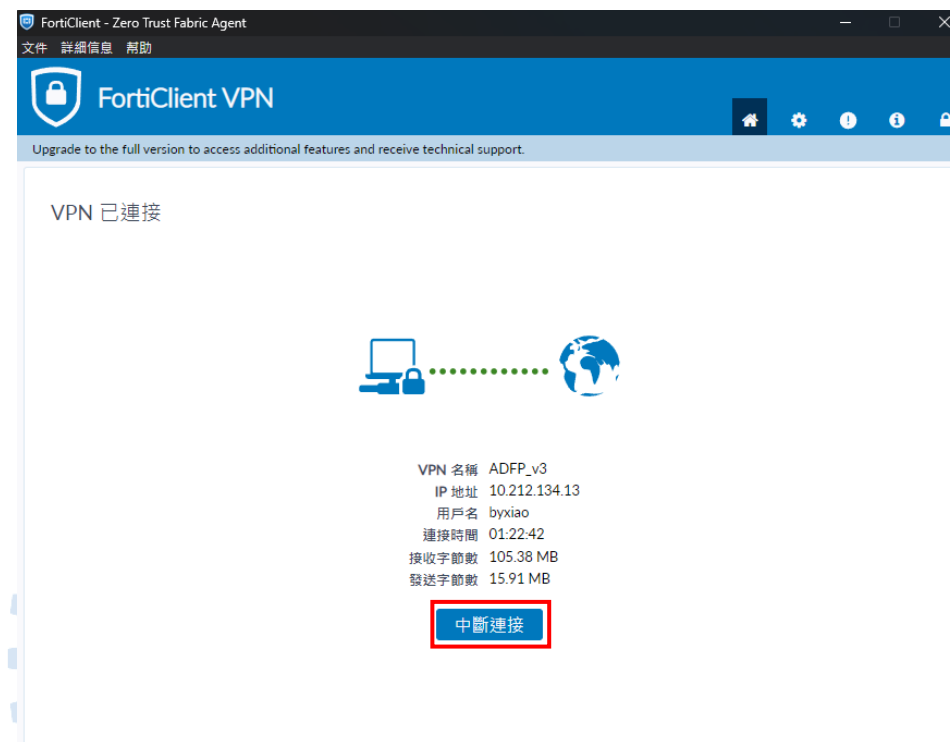 FortiClient - Zero Trust Fabric Agent
文件 詳細信息 幫助
FortiClient VPN
Upgrade to the full version to access additional features and receive technical support.
VPN 已連接
VPN 名稱 ADFP_v3
IP 地址 10.212.134.13
用戶名 byxiao
連接時間 01:22:42
接收字節數 105.38 MB
發送字節數 15.91 MB
中斷連接